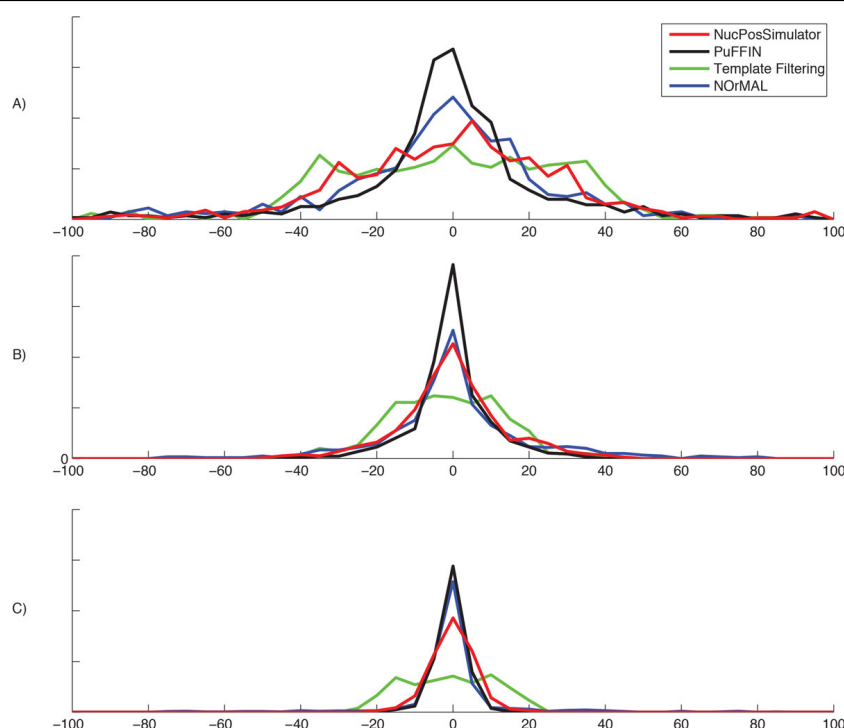 NucPosSimulator
PuFFIN
Template Filtering
NOrMAL
A)
−100 −80 −60 −40 −20 0 20 40 60 80 100
B)
0
−100 −80 −60 −40 −20 0 20 40 60 80 100
C)
−100 −80 −60 −40 −20 0 20 40 60 80 100